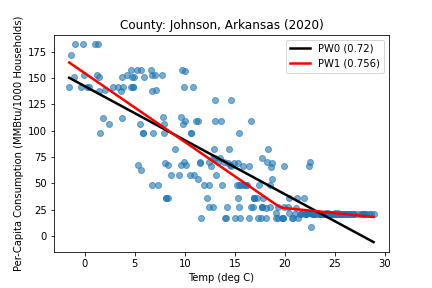 County: Johnson, Arkansas (2020)
PW0 (0.72)
PW1 (0.756)
Per-Capita Consumption (MMBtu/1000 Households)
175
150
125
100
75
50
25
0
0 5 10 15 20 25 30
Temp (deg C)